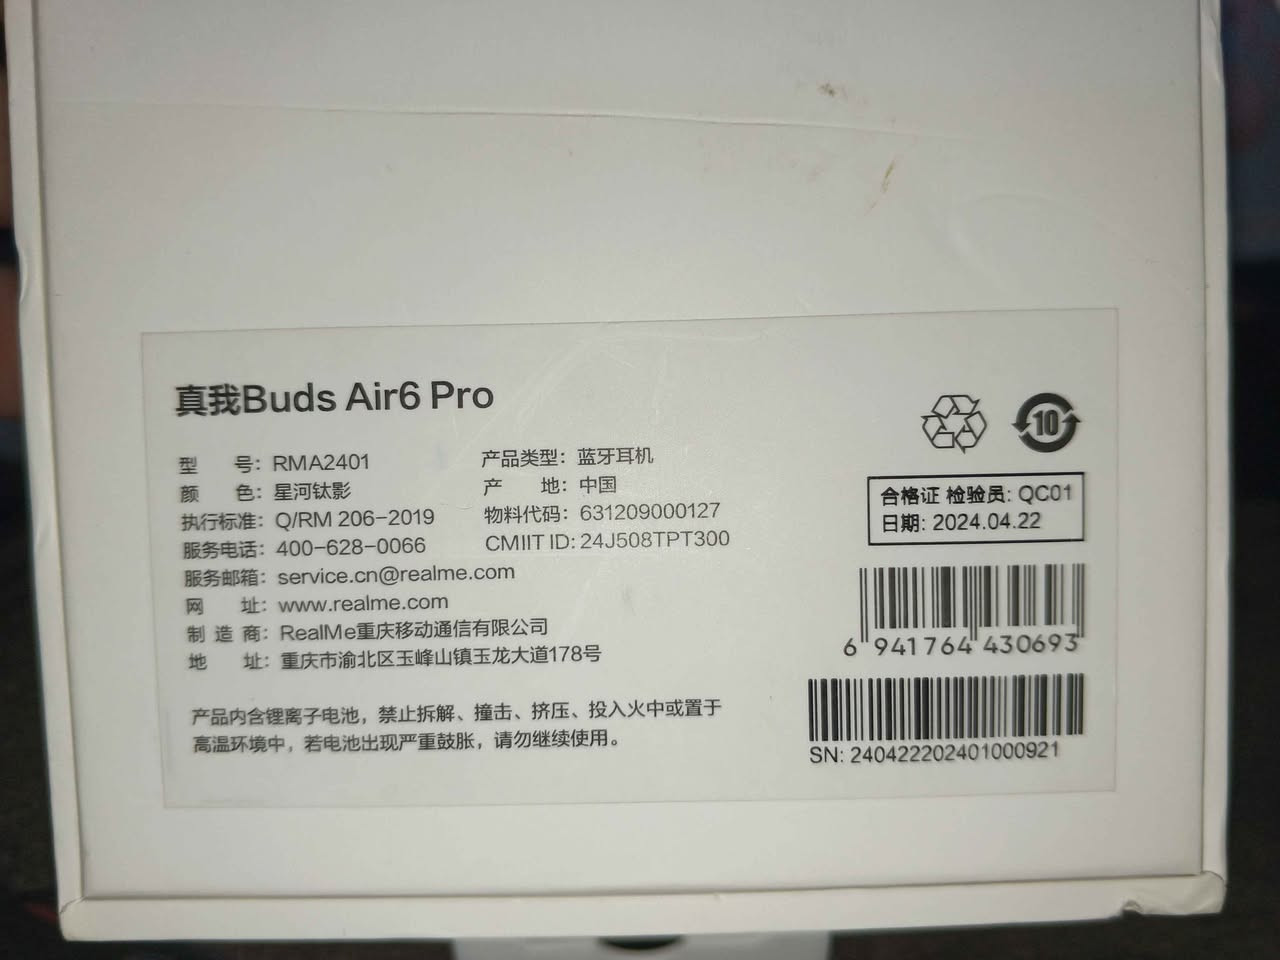 真我Buds Air6 Pro
型 号：RMA2401 产品类型：蓝牙耳机
颜 色：星河钛影 产 地：中国
执行标准：Q/RM 206-2019 物料代码：631209000127
服务电话：400-628-0066 CMIIT ID：24J508TPT300
服务邮箱：service.cn@realme.com
网 址：www.realme.com
制 造 商：RealMe重庆移动通信有限公司
地 址：重庆市渝北区玉峰山镇玉龙大道178号
产品内含锂离子电池，禁止拆解、撞击、挤压、投入火中或置于
高温环境中，若电池出现严重鼓胀，请勿继续使用。
10
合格证 检验员：QC01
日期：2024.04.22
6 941764 430693
SN: 240422202401000921